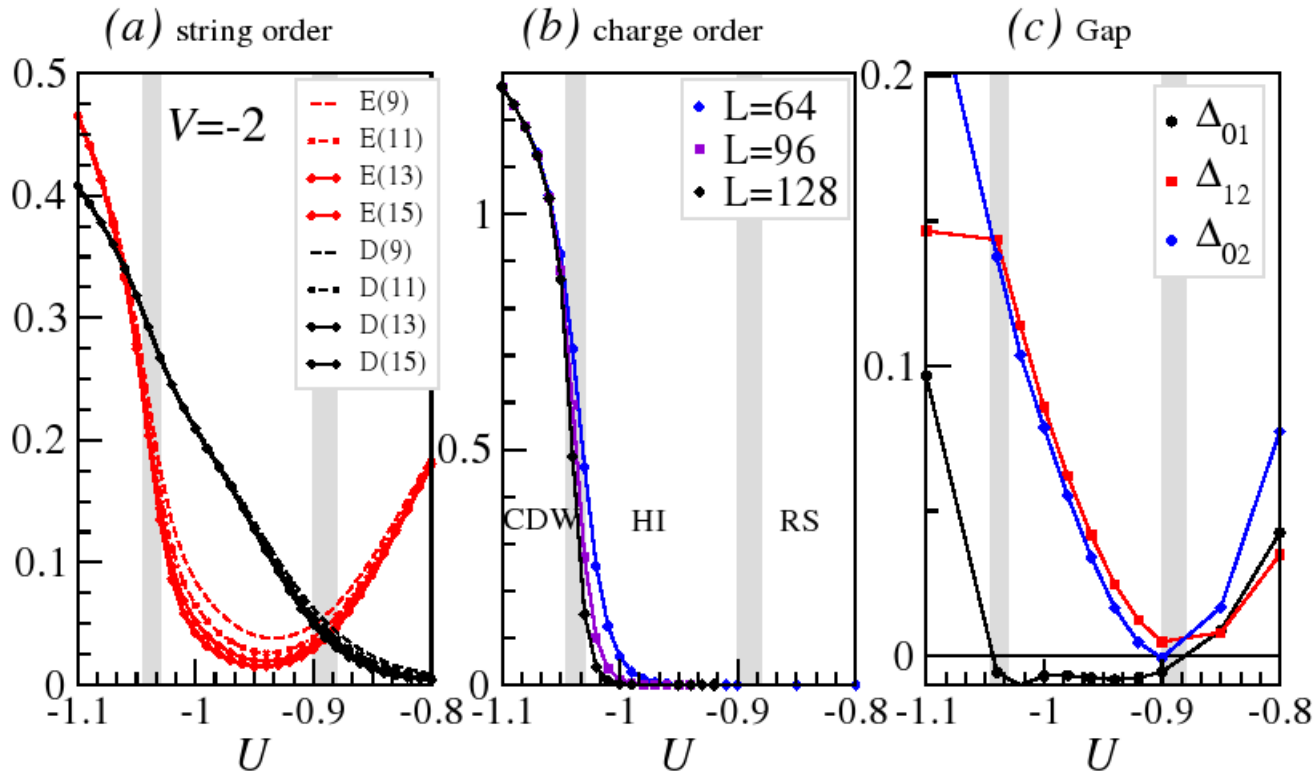 (a) string order
0.5
0.4
0.3
0.2
0.1
0
V=-2
E(9)
E(11)
E(13)
E(15)
D(9)
D(11)
D(13)
D(15)
-1.1
-1
-0.9
-0.8
U
(b) charge order
1
0.5
0
L=64
L=96
L=128
CDW
HI
RS
-1.1
-1
-0.9
-0.8
U
(c) Gap
0.2
0.1
0
Δ01
Δ12
Δ02
-1.1
-1
-0.9
-0.8
U